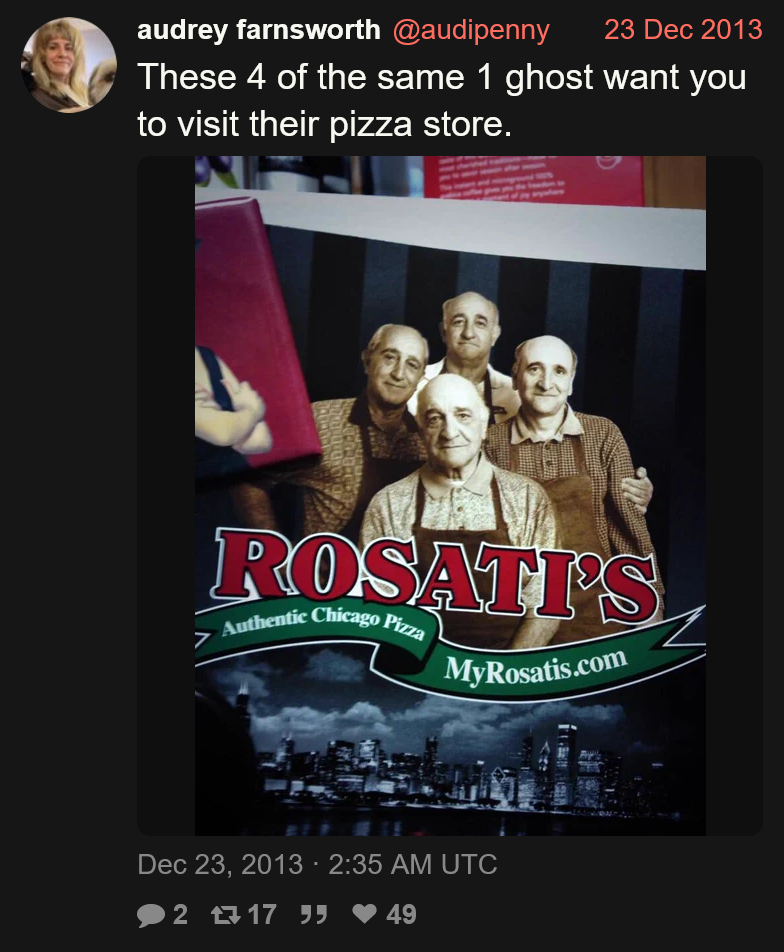 audrey farnsworth @audipenny 23 Dec 2013
These 4 of the same 1 ghost want you
to visit their pizza store.
ROSATI'S
Authentic Chicago Pizza
MyRosatis.com
Dec 23, 2013 · 2:35 AM UTC
2 17 49